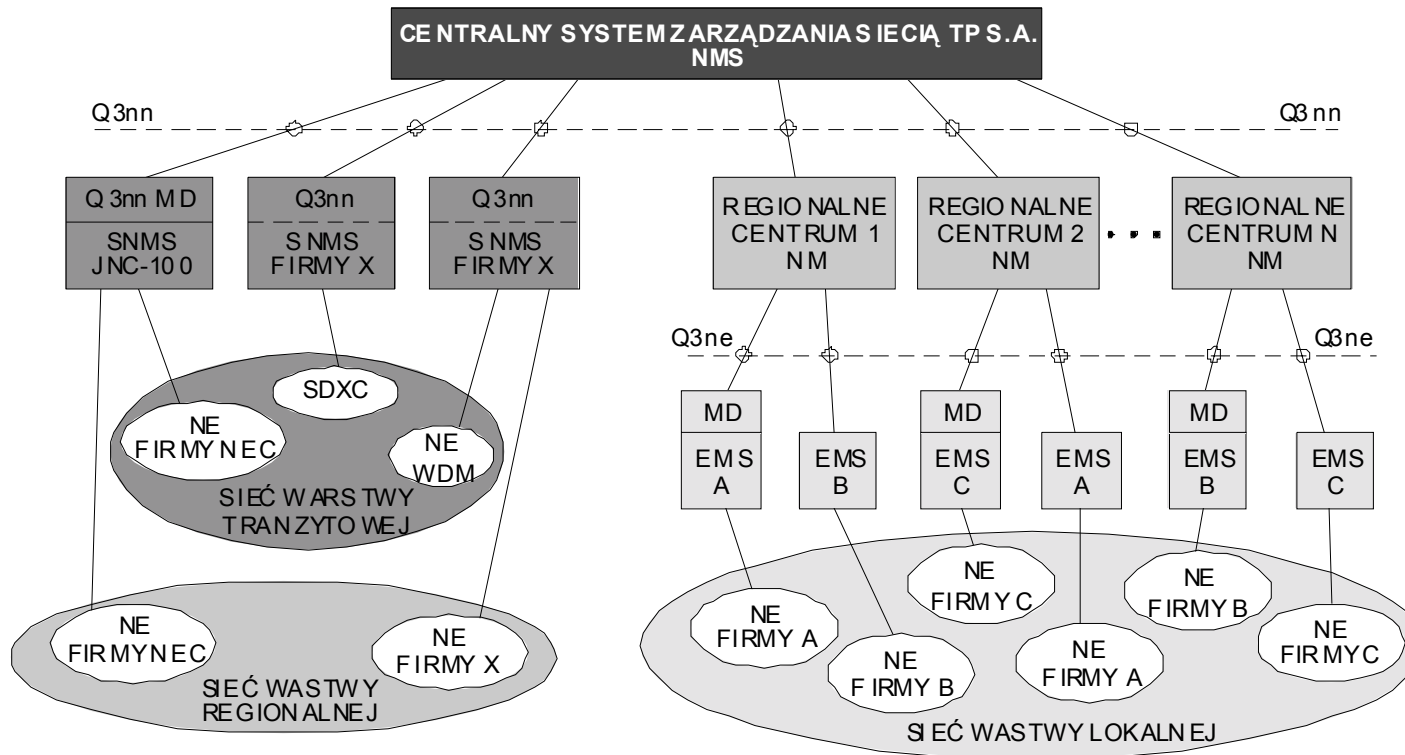 CENTRALNY SYSTEM ZARZĄDZANIA SIECIĄ TP S.A.
NMS
Q3nn
Q3nn
Q3nn MD
SNMS
JNC-100
Q3nn
SNMS
FIRMY X
Q3nn
SNMS
FIRMY X
REGIONALNE
CENTRUM 1
NM
REGIONALNE
CENTRUM 2
NM
REGIONALNE
CENTRUM N
NM
Q3ne
Q3ne
SDXC
NE
FIRMY NEC
NE
WDM
SIEĆ WARSTWY
TRANZYTOWEJ
MD
EMS
A
EMS
B
MD
EMS
C
EMS
A
MD
EMS
B
EMS
C
NE
FIRMY NEC
NE
FIRMY X
SIEĆ WASTWY
REGIONALNEJ
NE
FIRMY A
NE
FIRMY B
NE
FIRMY C
NE
FIRMY A
NE
FIRMY B
NE
FIRMY C
SIEĆ WASTWY LOKALNEJ